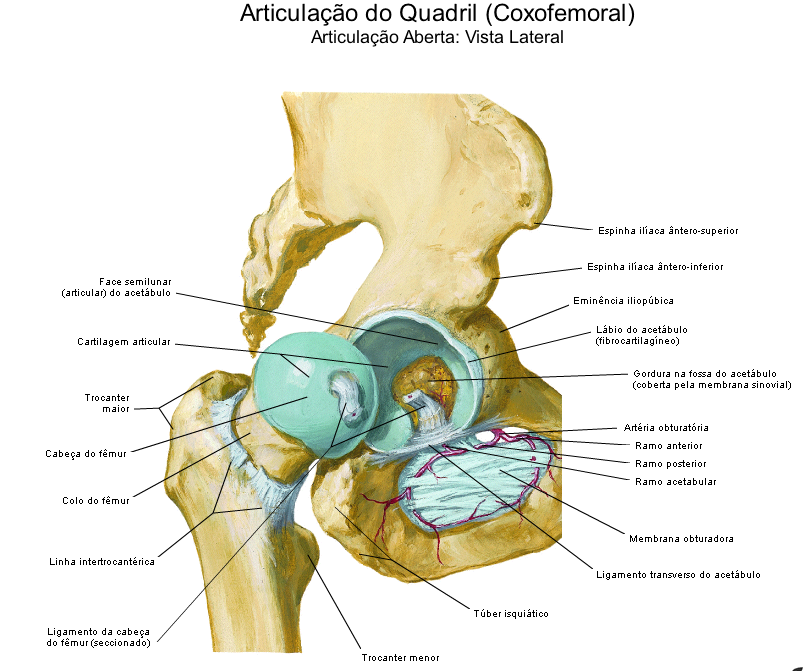 Articulação do Quadril (Coxofemoral)
Articulação Aberta: Vista Lateral
Espinha ilíaca ântero-superior
Espinha ilíaca ântero-inferior
Eminência iliopúbica
Lábio do acetábulo
(fibrocartilagíneo)
Gordura na fossa do acetábulo
(coberta pela membrana sinovial)
Artéria obturatória
Ramo anterior
Ramo posterior
Ramo acetabular
Membrana obturadora
Ligamento transverso do acetábulo
Túber isquiático
Trocanter menor
Face semilunar
(articular) do acetábulo
Cartilagem articular
Trocanter
maior
Cabeça do fêmur
Colo do fêmur
Linha intertrocantérica
Ligamento da cabeça
do fêmur (seccionado)